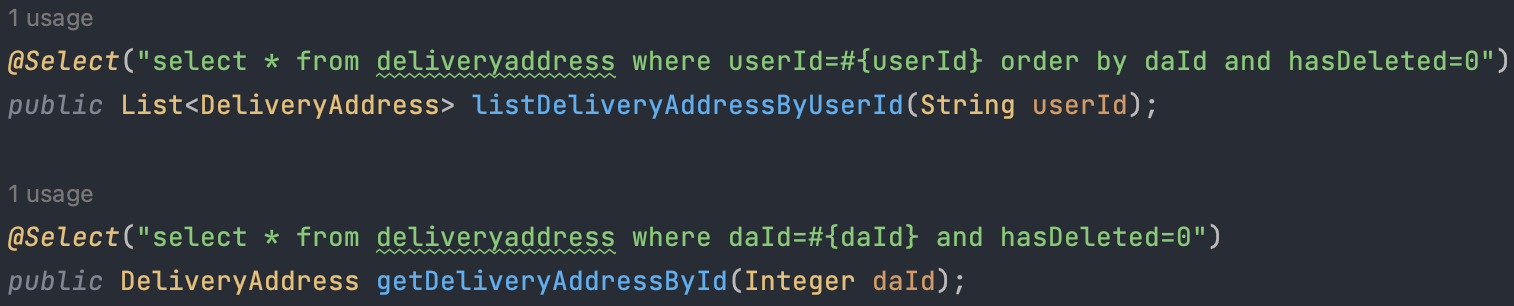 1 usage
@Select("select * from deliveryaddress where userId=#{userId} order by daId and hasDeleted=0")
public List<DeliveryAddress> listDeliveryAddressByUserId(String userId);
1 usage
@Select("select * from deliveryaddress where daId=#{daId} and hasDeleted=0")
public DeliveryAddress getDeliveryAddressById(Integer daId);